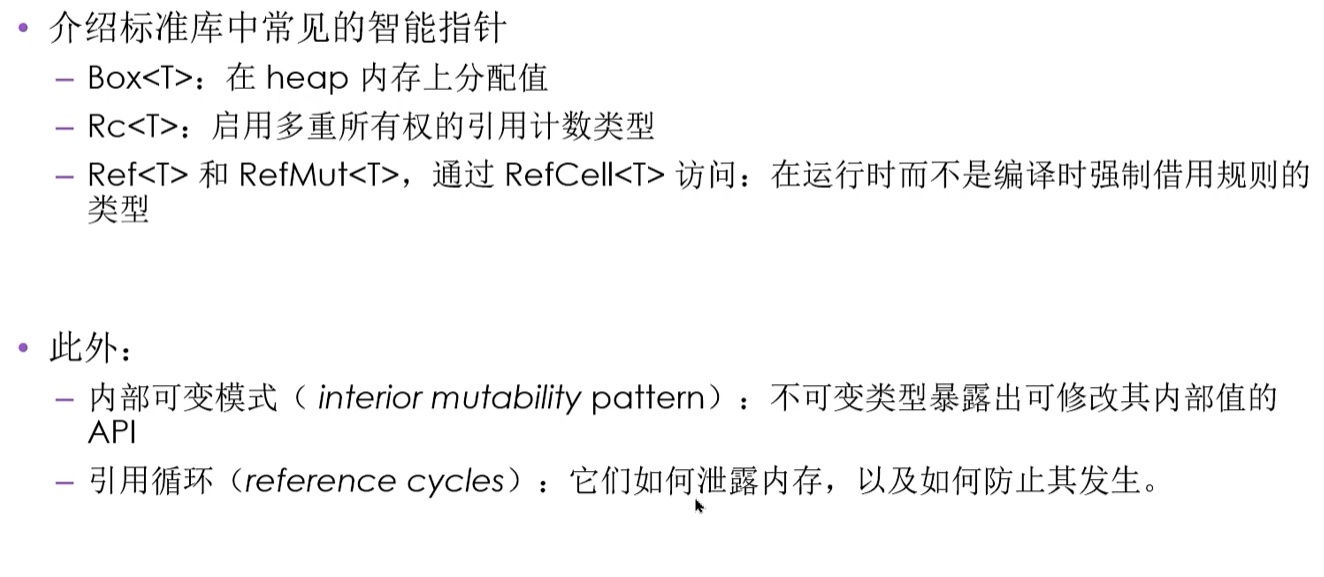 • 介绍标准库中常见的智能指针
– Box<T>：在 heap 内存上分配值
– Rc<T>：启用多重所有权的引用计数类型
– Ref<T> 和 RefMut<T>，通过 RefCell<T> 访问：在运行时而不是编译时强制借用规则的
类型
• 此外：
– 内部可变模式（ interior mutability pattern）：不可变类型暴露出可修改其内部值的
API
– 引用循环（reference cycles）：它们如何泄露内存，以及如何防止其发生。